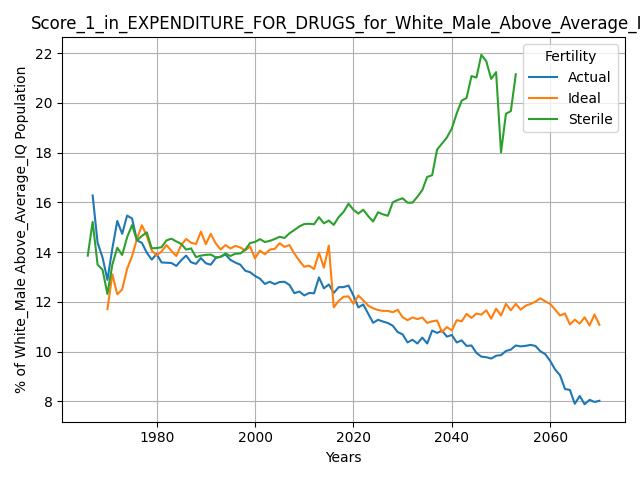 Score_1_in_EXPENDITURE_FOR_DRUGS_for_White_Male_Above_Average_I
Fertility
Actual
Ideal
Sterile
% of White_Male Above_Average_IQ Population
22
20
18
16
14
12
10
8
1980 2000 2020 2040 2060
Years